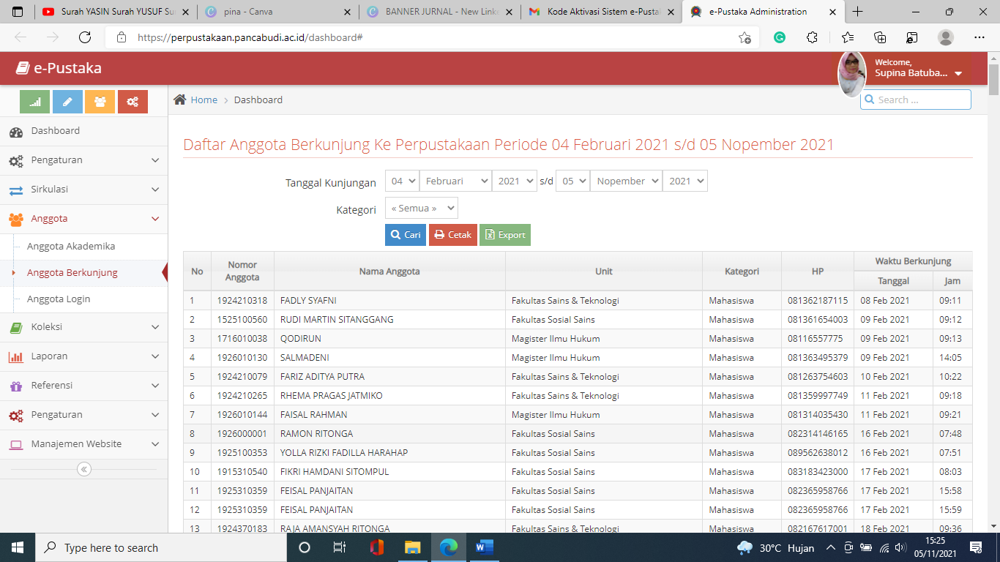 Surah YASIN Surah YUSUF Su
pina - Canva
BANNER JURNAL - New Linke
Kode Aktivasi Sistem e-Pustak
e-Pustaka Administration
https://perpustakaan.pancabudi.ac.id/dashboard#
e-Pustaka
Welcome,
Supina Batuba...
Home > Dashboard
Search ...
Dashboard
Pengaturan
Sirkulasi
Anggota
Anggota Akademika
Anggota Berkunjung
Anggota Login
Koleksi
Laporan
Referensi
Pengaturan
Manajemen Website
Daftar Anggota Berkunjung Ke Perpustakaan Periode 04 Februari 2021 s/d 05 Nopember 2021
Tanggal Kunjungan 04 Februari 2021 s/d 05 Nopember 2021
Kategori « Semua »
Cari Cetak Export
No Nomor Anggota Nama Anggota Unit Kategori HP Waktu Berkunjung
Tanggal Jam
1 1924210318 FADLY SYAFNI Fakultas Sains & Teknologi Mahasiswa 081362187115 08 Feb 2021 09:11
2 1525100560 RUDI MARTIN SITANGGANG Fakultas Sosial Sains Mahasiswa 081361654003 09 Feb 2021 09:12
3 1716010038 QODIRUN Magister Ilmu Hukum Mahasiswa 08116557775 09 Feb 2021 09:13
4 1926010130 SALMADENI Magister Ilmu Hukum Mahasiswa 081363495379 09 Feb 2021 14:05
5 1924210079 FARIZ ADITYA PUTRA Fakultas Sains & Teknologi Mahasiswa 081263754603 10 Feb 2021 10:22
6 1924210265 RHEMA PRAGAS JATMIKO Fakultas Sains & Teknologi Mahasiswa 081359997749 11 Feb 2021 09:18
7 1926010144 FAISAL RAHMAN Magister Ilmu Hukum Mahasiswa 081314035430 11 Feb 2021 09:21
8 1926000001 RAMON RITONGA Fakultas Sosial Sains Mahasiswa 082314146165 16 Feb 2021 07:48
9 1925100353 YOLLA RIZKI FADILLA HARAHAP Fakultas Sosial Sains Mahasiswa 089562638012 16 Feb 2021 07:51
10 1915310540 FIKRI HAMDANI SITOMPUL Fakultas Sosial Sains Mahasiswa 083183423000 17 Feb 2021 08:03
11 1925310359 FEISAL PANJAITAN Fakultas Sosial Sains Mahasiswa 082365958766 17 Feb 2021 15:58
12 1925310359 FEISAL PANJAITAN Fakultas Sosial Sains Mahasiswa 082365958766 17 Feb 2021 15:59
13 1924370183 RAJA AMANSYAH RITONGA Fakultas Sains & Teknologi Mahasiswa 082167617001 18 Feb 2021 09:36
Type here to search
30°C Hujan
15:25
05/11/2021